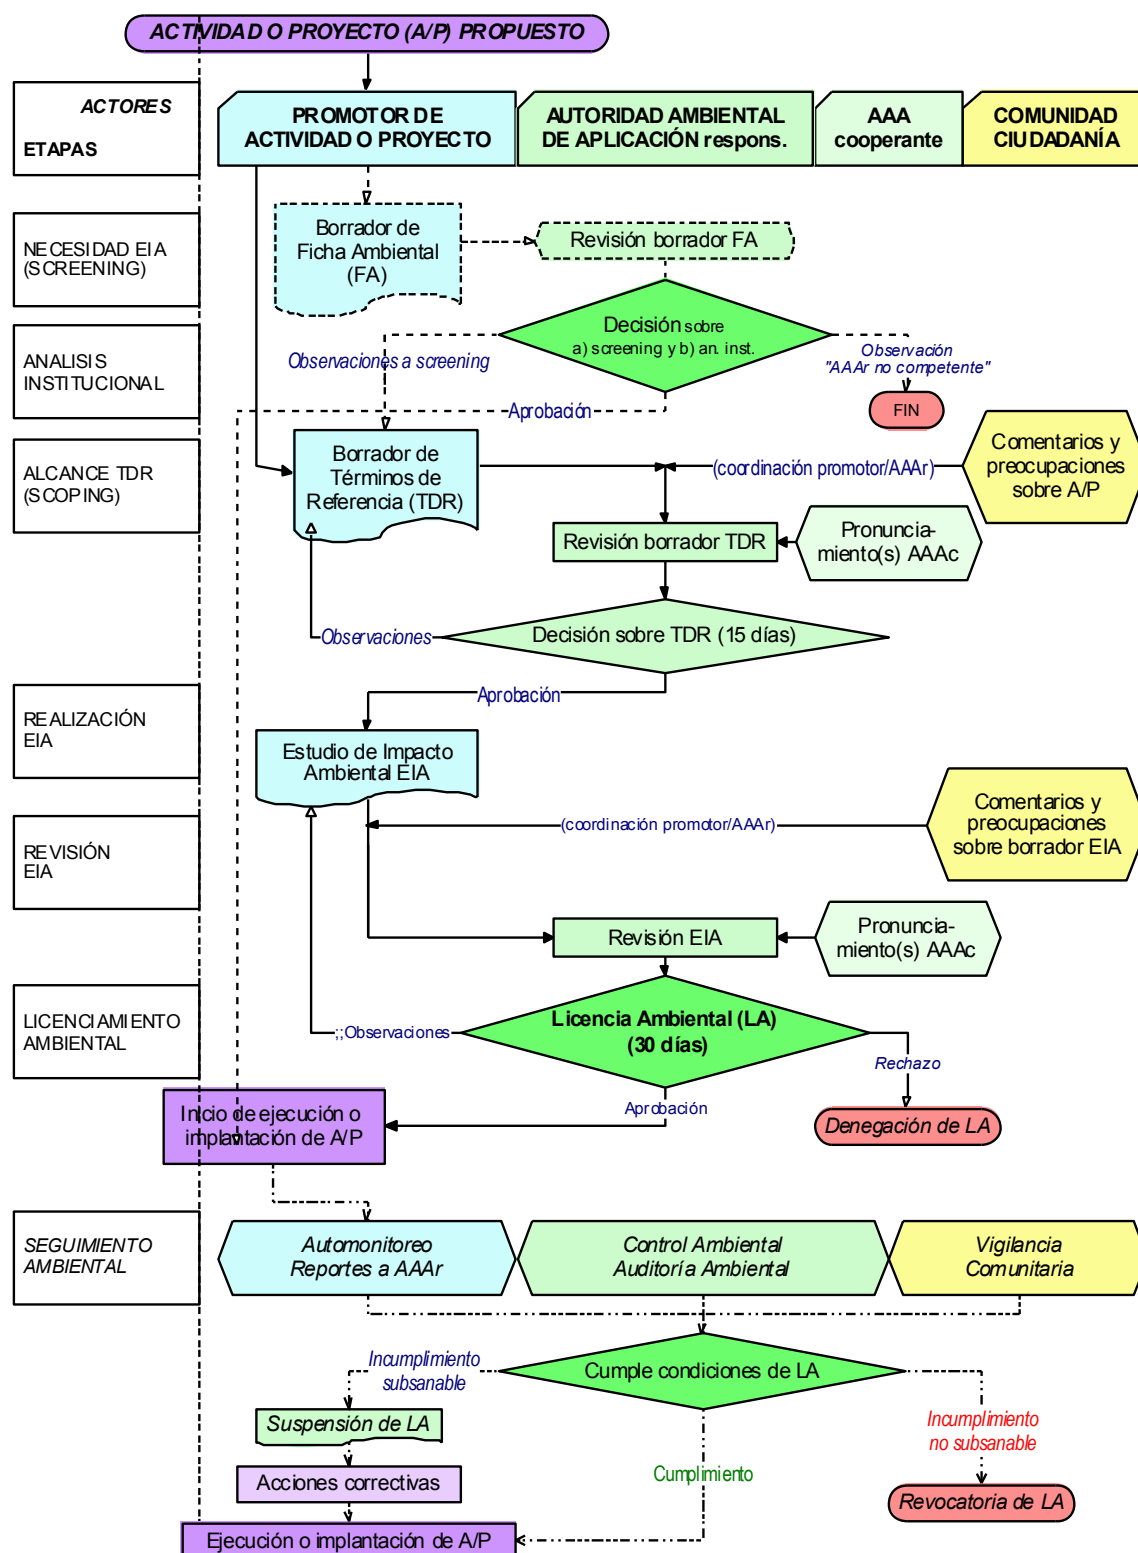 ACTIVIDAD O PROYECTO (A/P) PROPUESTO
ACTORES
ETAPAS
PROMOTOR DE
ACTIVIDAD O PROYECTO
AUTORIDAD AMBIENTAL
DE APLICACIÓN respons.
AAA
cooperante
COMUNIDAD
CIUDADANÍA
NECESIDAD EIA
(SCREENING)
Borrador de
Ficha Ambiental
(FA)
Revisión borrador FA
ANALISIS
INSTITUCIONAL
Decisión sobre
a) screening y b) an. inst.
Observaciones a screening
Observación
"AAAr no competente"
Aprobación
FIN
ALCANCE TDR
(SCOPING)
Borrador de
Términos de
Referencia (TDR)
(coordinación promotor/AAAr)
Comentarios y
preocupaciones
sobre A/P
Revisión borrador TDR
Pronuncia-
miento(s) AAAc
Observaciones
Decisión sobre TDR (15 días)
Aprobación
REALIZACIÓN
EIA
Estudio de Impacto
Ambiental EIA
(coordinación promotor/AAAr)
Comentarios y
preocupaciones
sobre borrador EIA
REVISIÓN
EIA
Revisión EIA
Pronuncia-
miento(s) AAAc
LICENCIAMIENTO
AMBIENTAL
;;Observaciones
Licencia Ambiental (LA)
(30 días)
Rechazo
Aprobación
Inicio de ejecución o
implantación de A/P
Denegación de LA
SEGUIMIENTO
AMBIENTAL
Automonitoreo
Reportes a AAAr
Control Ambiental
Auditoría Ambiental
Vigilancia
Comunitaria
Incumplimiento
subsanable
Cumple condiciones de LA
Suspensión de LA
Incumplimiento
no subsanable
Acciones correctivas
Cumplimiento
Revocatoria de LA
Ejecución o implantación de A/P